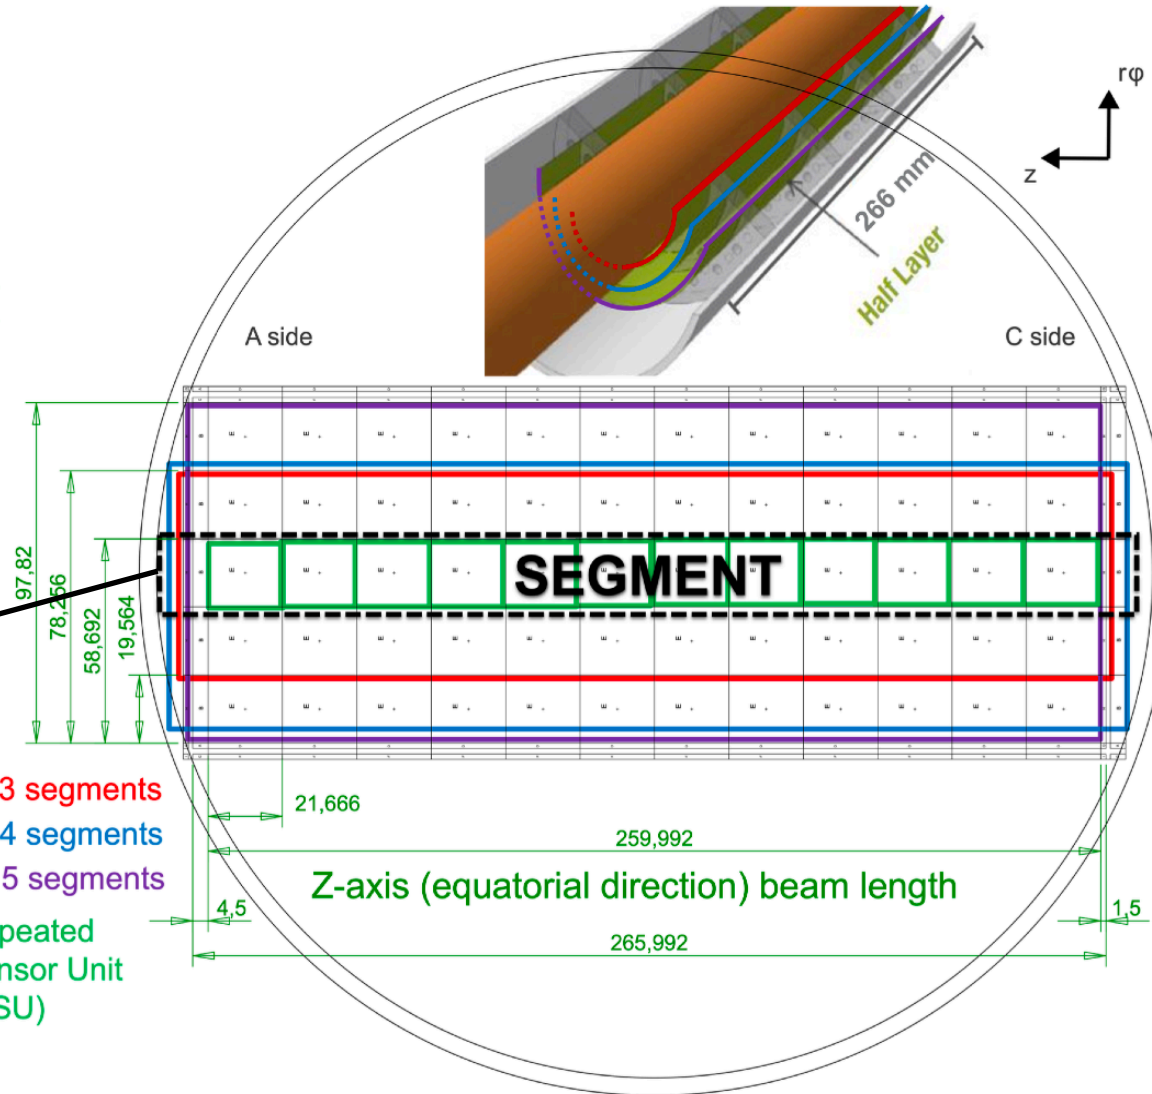 rφ
z
266 mm
Half Layer
A side
C side
97,82
78,256
58,692
19,564
SEGMENT
3 segments
4 segments
5 segments
peated
nsor Unit
SU)
21,666
259,992
Z-axis (equatorial direction) beam length
4,5
1,5
265,992